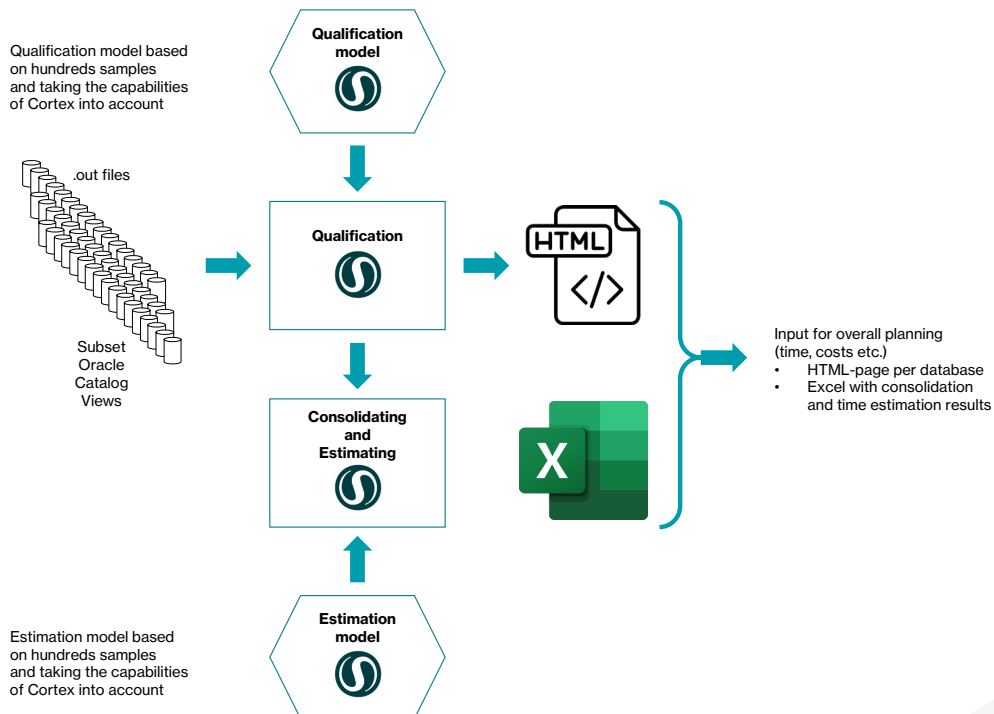 Qualification model based
on hundreds samples
and taking the capabilities
of Cortex into account
Qualification
model
.out files
Subset
Oracle
Catalog
Views
Qualification
HTML
</>
Consolidating
and
Estimating
X
Input for overall planning
(time, costs etc.)
• HTML-page per database
• Excel with consolidation
and time estimation results
Estimation model based
on hundreds samples
and taking the capabilities
of Cortex into account
Estimation
model